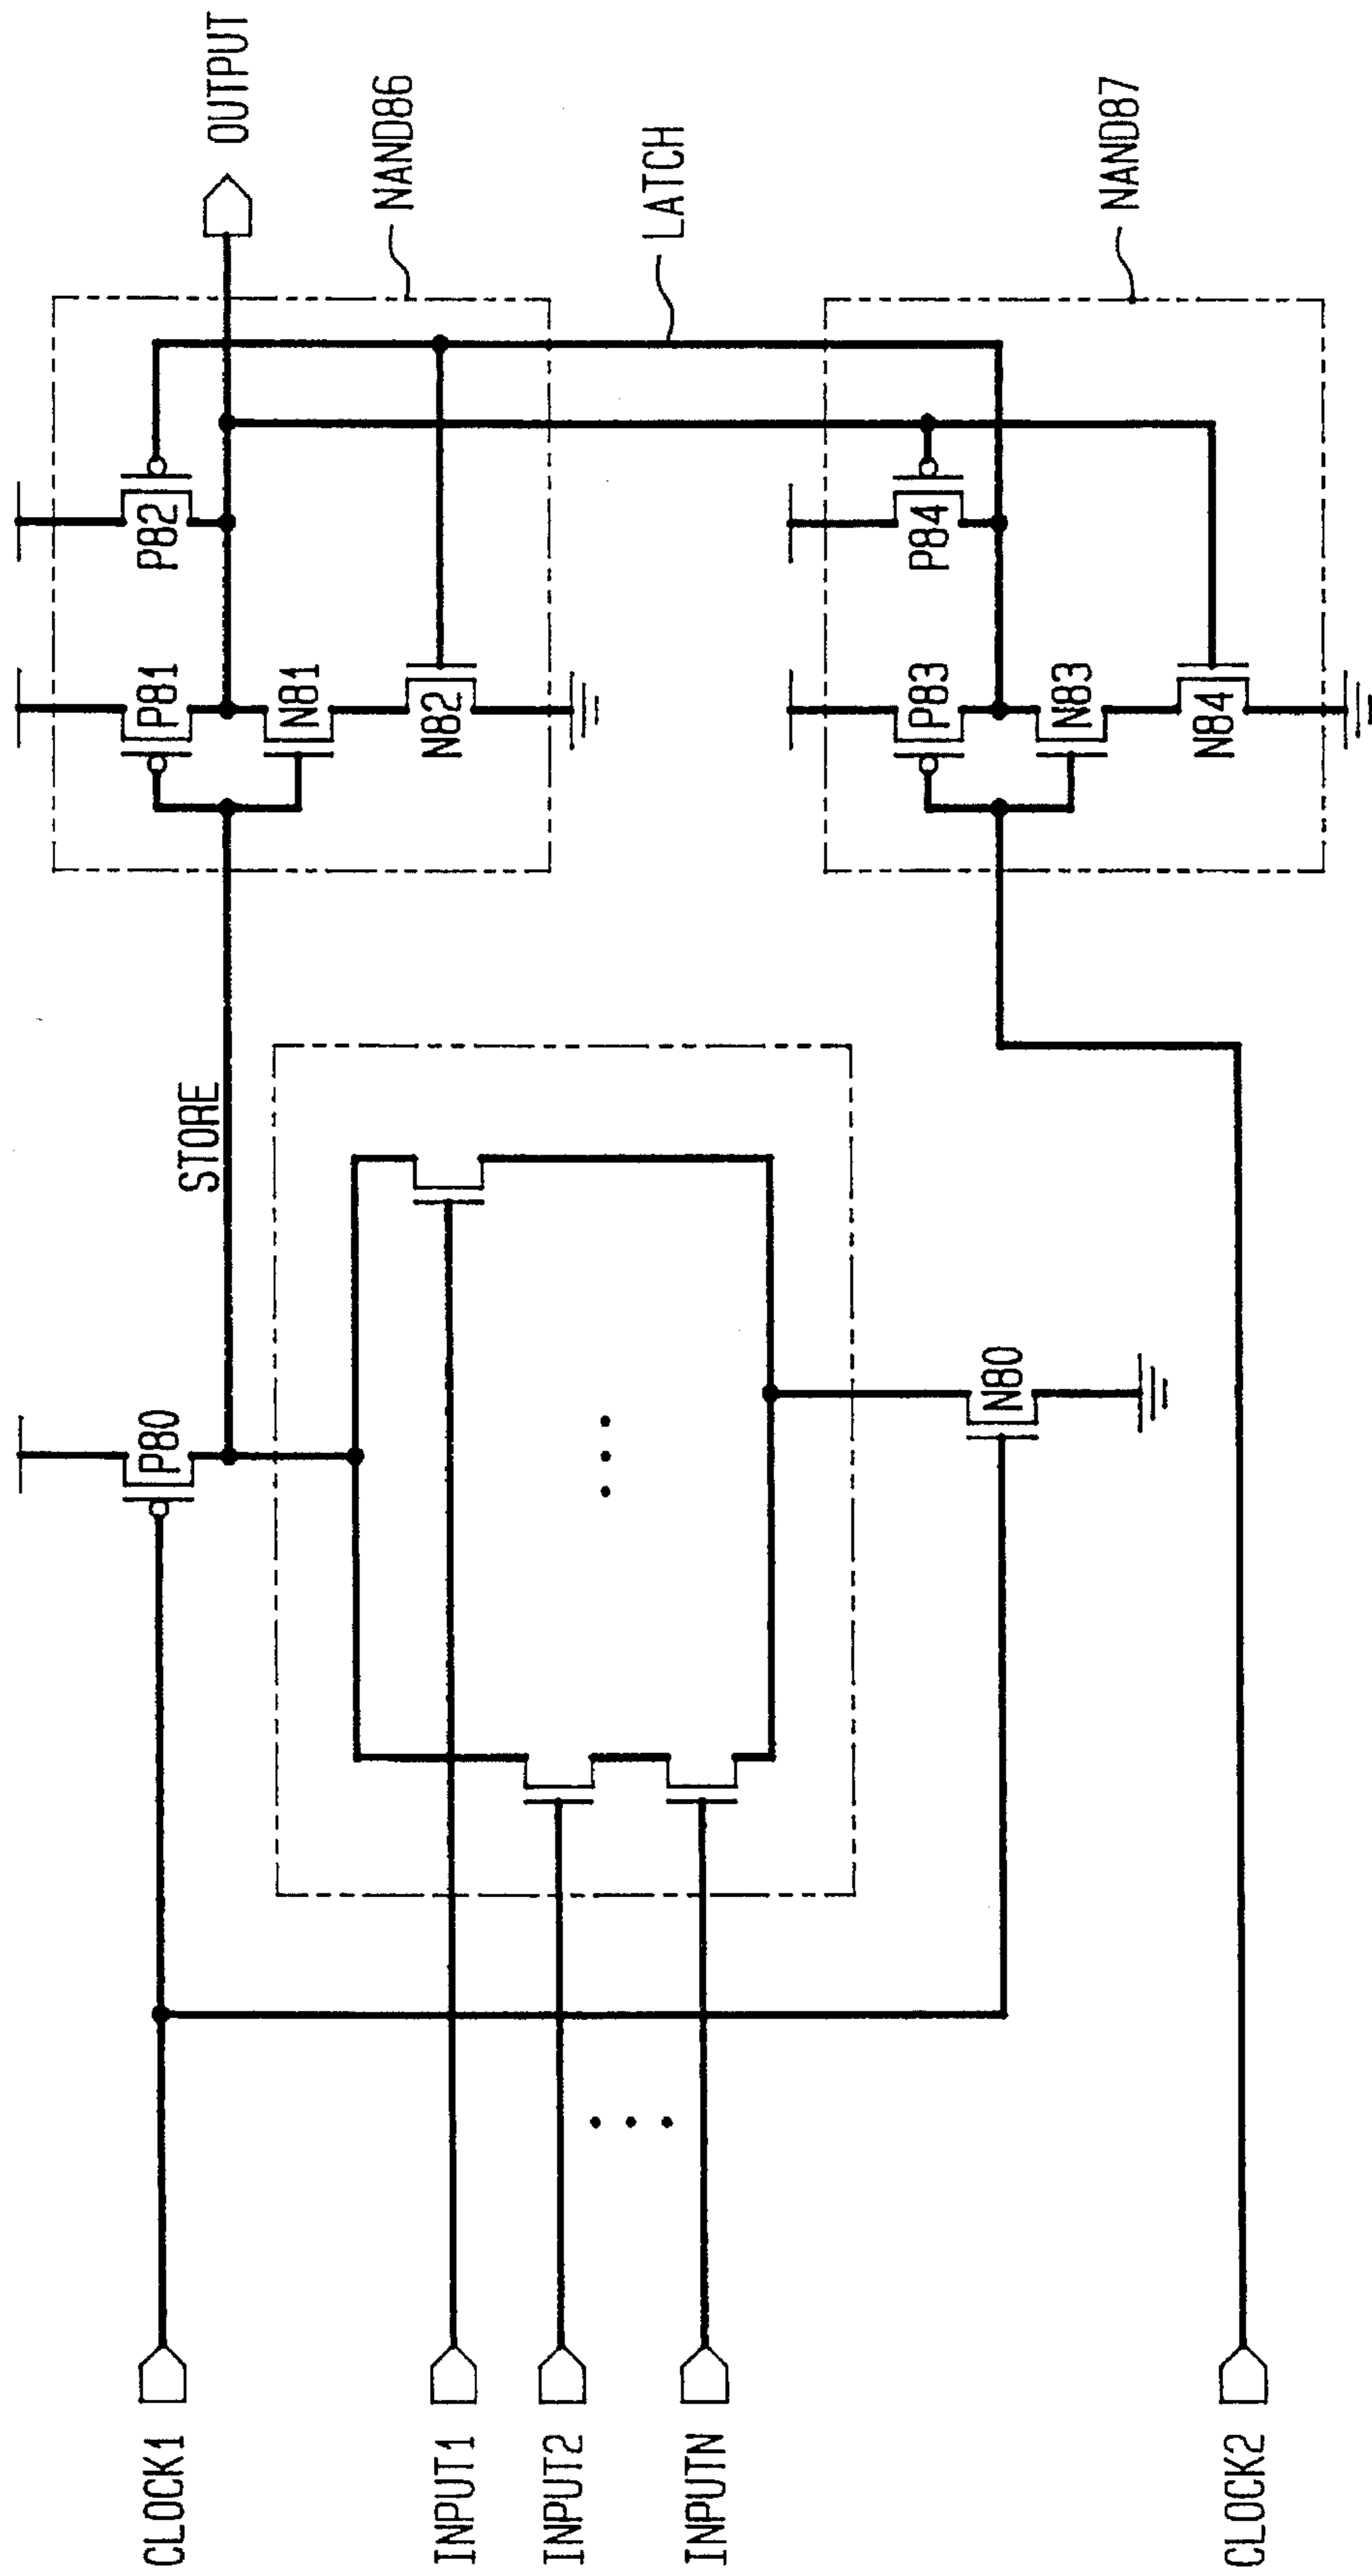 CLOCK1
INPUT1
INPUT2
INPUTN
CLOCK2
P80
N80
STORE
P81
N81
N82
P82
P83
N83
N84
P84
OUTPUT
NAND86
LATCH
NAND87